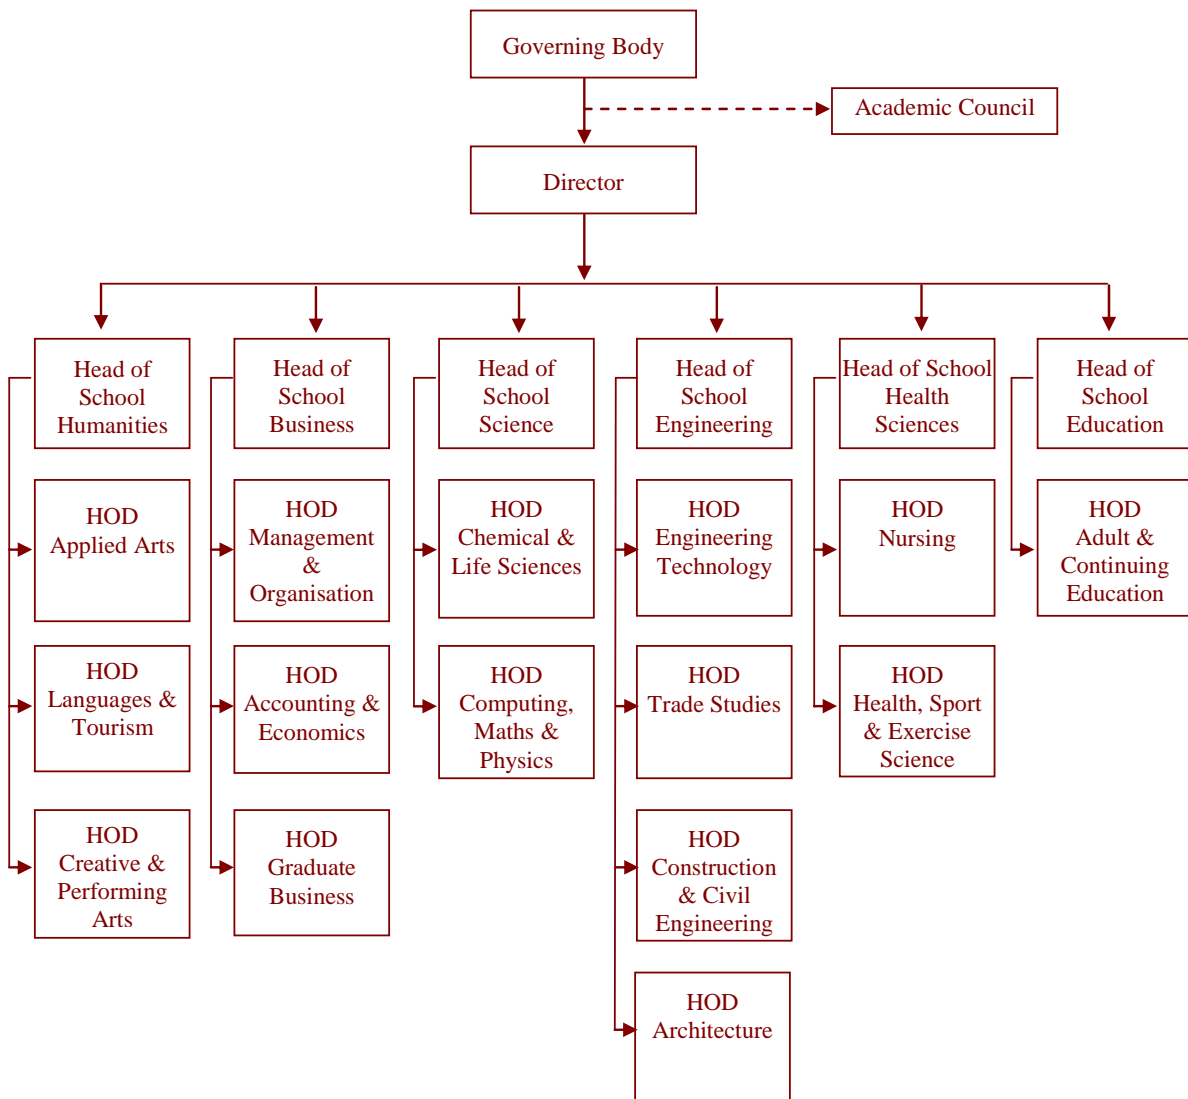 Governing Body
Academic Council
Director
Head of
School
Humanities
Head of
School
Business
Head of
School
Science
Head of
School
Engineering
Head of School
Health
Sciences
Head of
School
Education
HOD
Applied Arts
HOD
Management
&
Organisation
HOD
Chemical &
Life Sciences
HOD
Engineering
Technology
HOD
Nursing
HOD
Adult &
Continuing
Education
HOD
Languages &
Tourism
HOD
Accounting &
Economics
HOD
Computing,
Maths &
Physics
HOD
Trade Studies
HOD
Health, Sport
& Exercise
Science
HOD
Creative &
Performing
Arts
HOD
Graduate
Business
HOD
Construction
& Civil
Engineering
HOD
Architecture